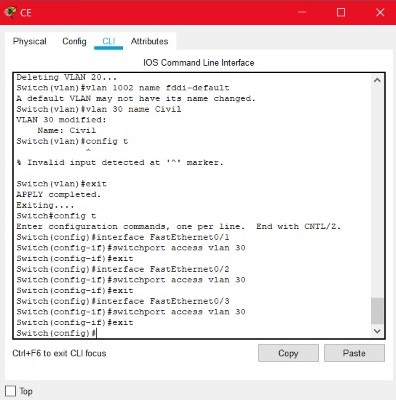 CE
Physical Config CLI Attributes
IOS Command Line Interface
Deleting VLAN 20...
Switch(vlan)#vlan 1002 name fddi-default
A default VLAN may not have its name changed.
Switch(vlan)#vlan 30 name Civil
VLAN 30 modified:
    Name: Civil
Switch(vlan)#config t
              ^
% Invalid input detected at '^' marker.
Switch(vlan)#exit
APPLY completed.
Exiting....
Switch#config t
Enter configuration commands, one per line.  End with CNTL/Z.
Switch(config)#interface FastEthernet0/1
Switch(config-if)#switchport access vlan 30
Switch(config-if)#exit
Switch(config)#interface FastEthernet0/2
Switch(config-if)#switchport access vlan 30
Switch(config-if)#exit
Switch(config)#interface FastEthernet0/3
Switch(config-if)#switchport access vlan 30
Switch(config-if)#exit
Switch(config)#
Ctrl+F6 to exit CLI focus
Copy Paste
Top